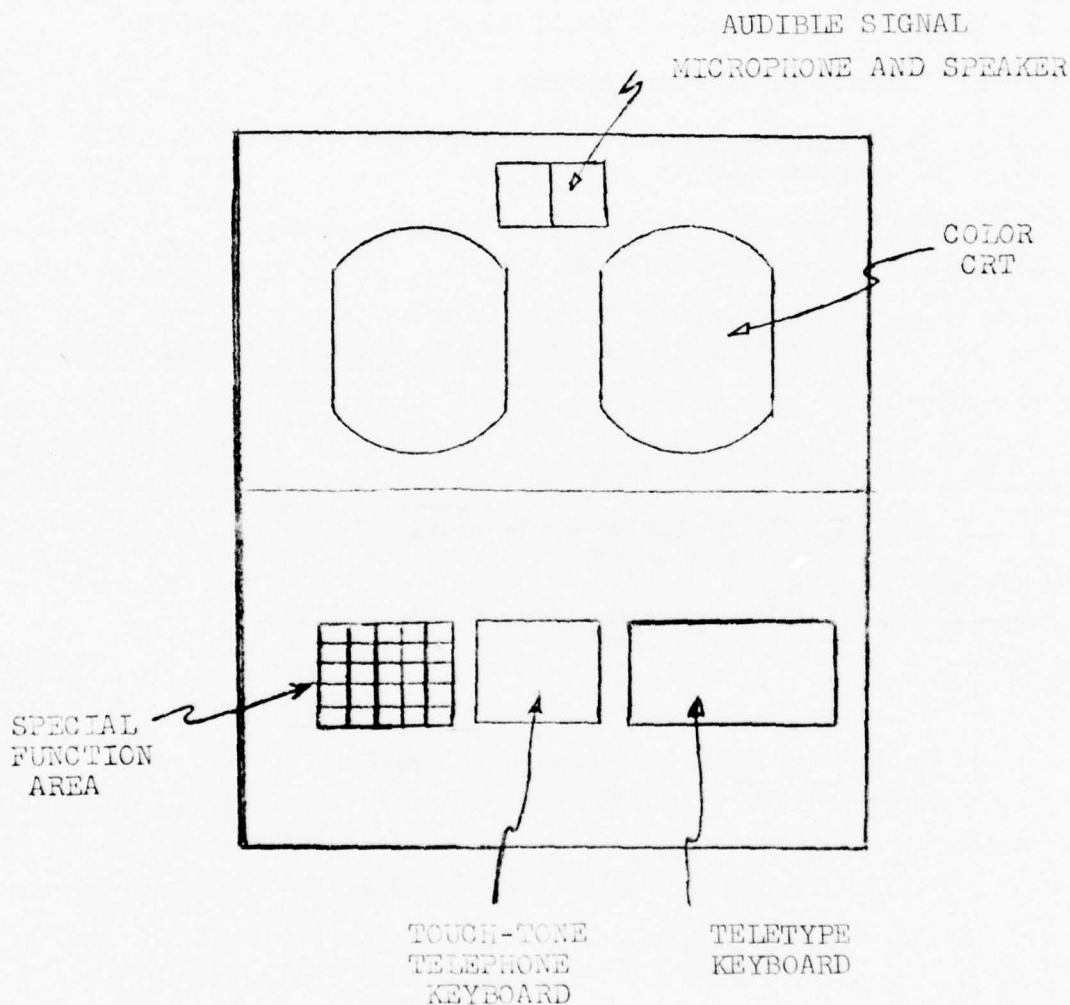 AUDIBLE SIGNAL
MICROPHONE AND SPEAKER
COLOR
CRT
SPECIAL
FUNCTION
AREA
TOUCH-TONE
TELEPHONE
KEYBOARD
TELETYPE
KEYBOARD